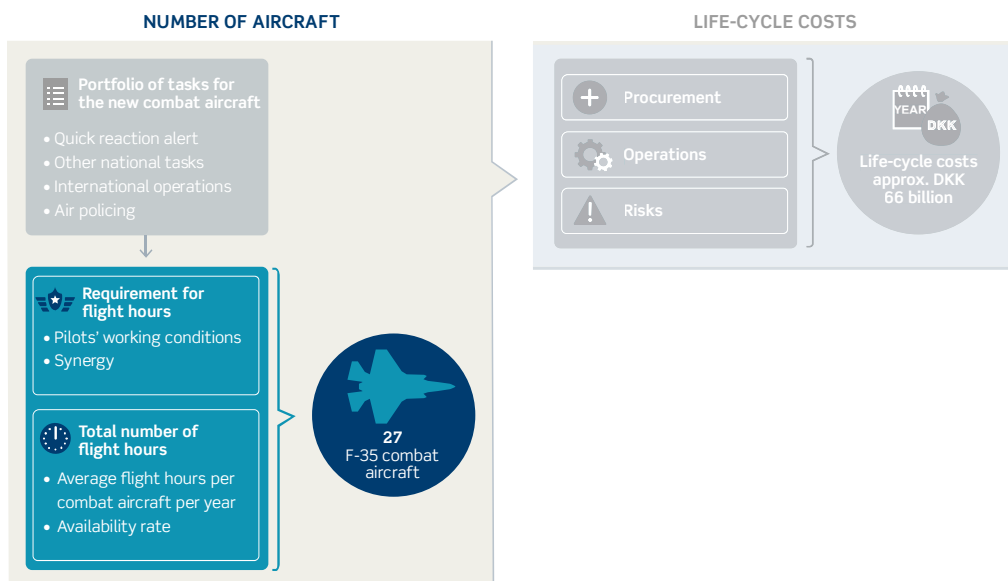 NUMBER OF AIRCRAFT
Portfolio of tasks for
the new combat aircraft
• Quick reaction alert
• Other national tasks
• International operations
• Air policing
Requirement for
flight hours
• Pilots' working conditions
• Synergy
Total number of
flight hours
• Average flight hours per
combat aircraft per year
• Availability rate
27
F-35 combat
aircraft
LIFE-CYCLE COSTS
Procurement
Operations
Risks
YEAR
DKK
Life-cycle costs
approx. DKK
66 billion